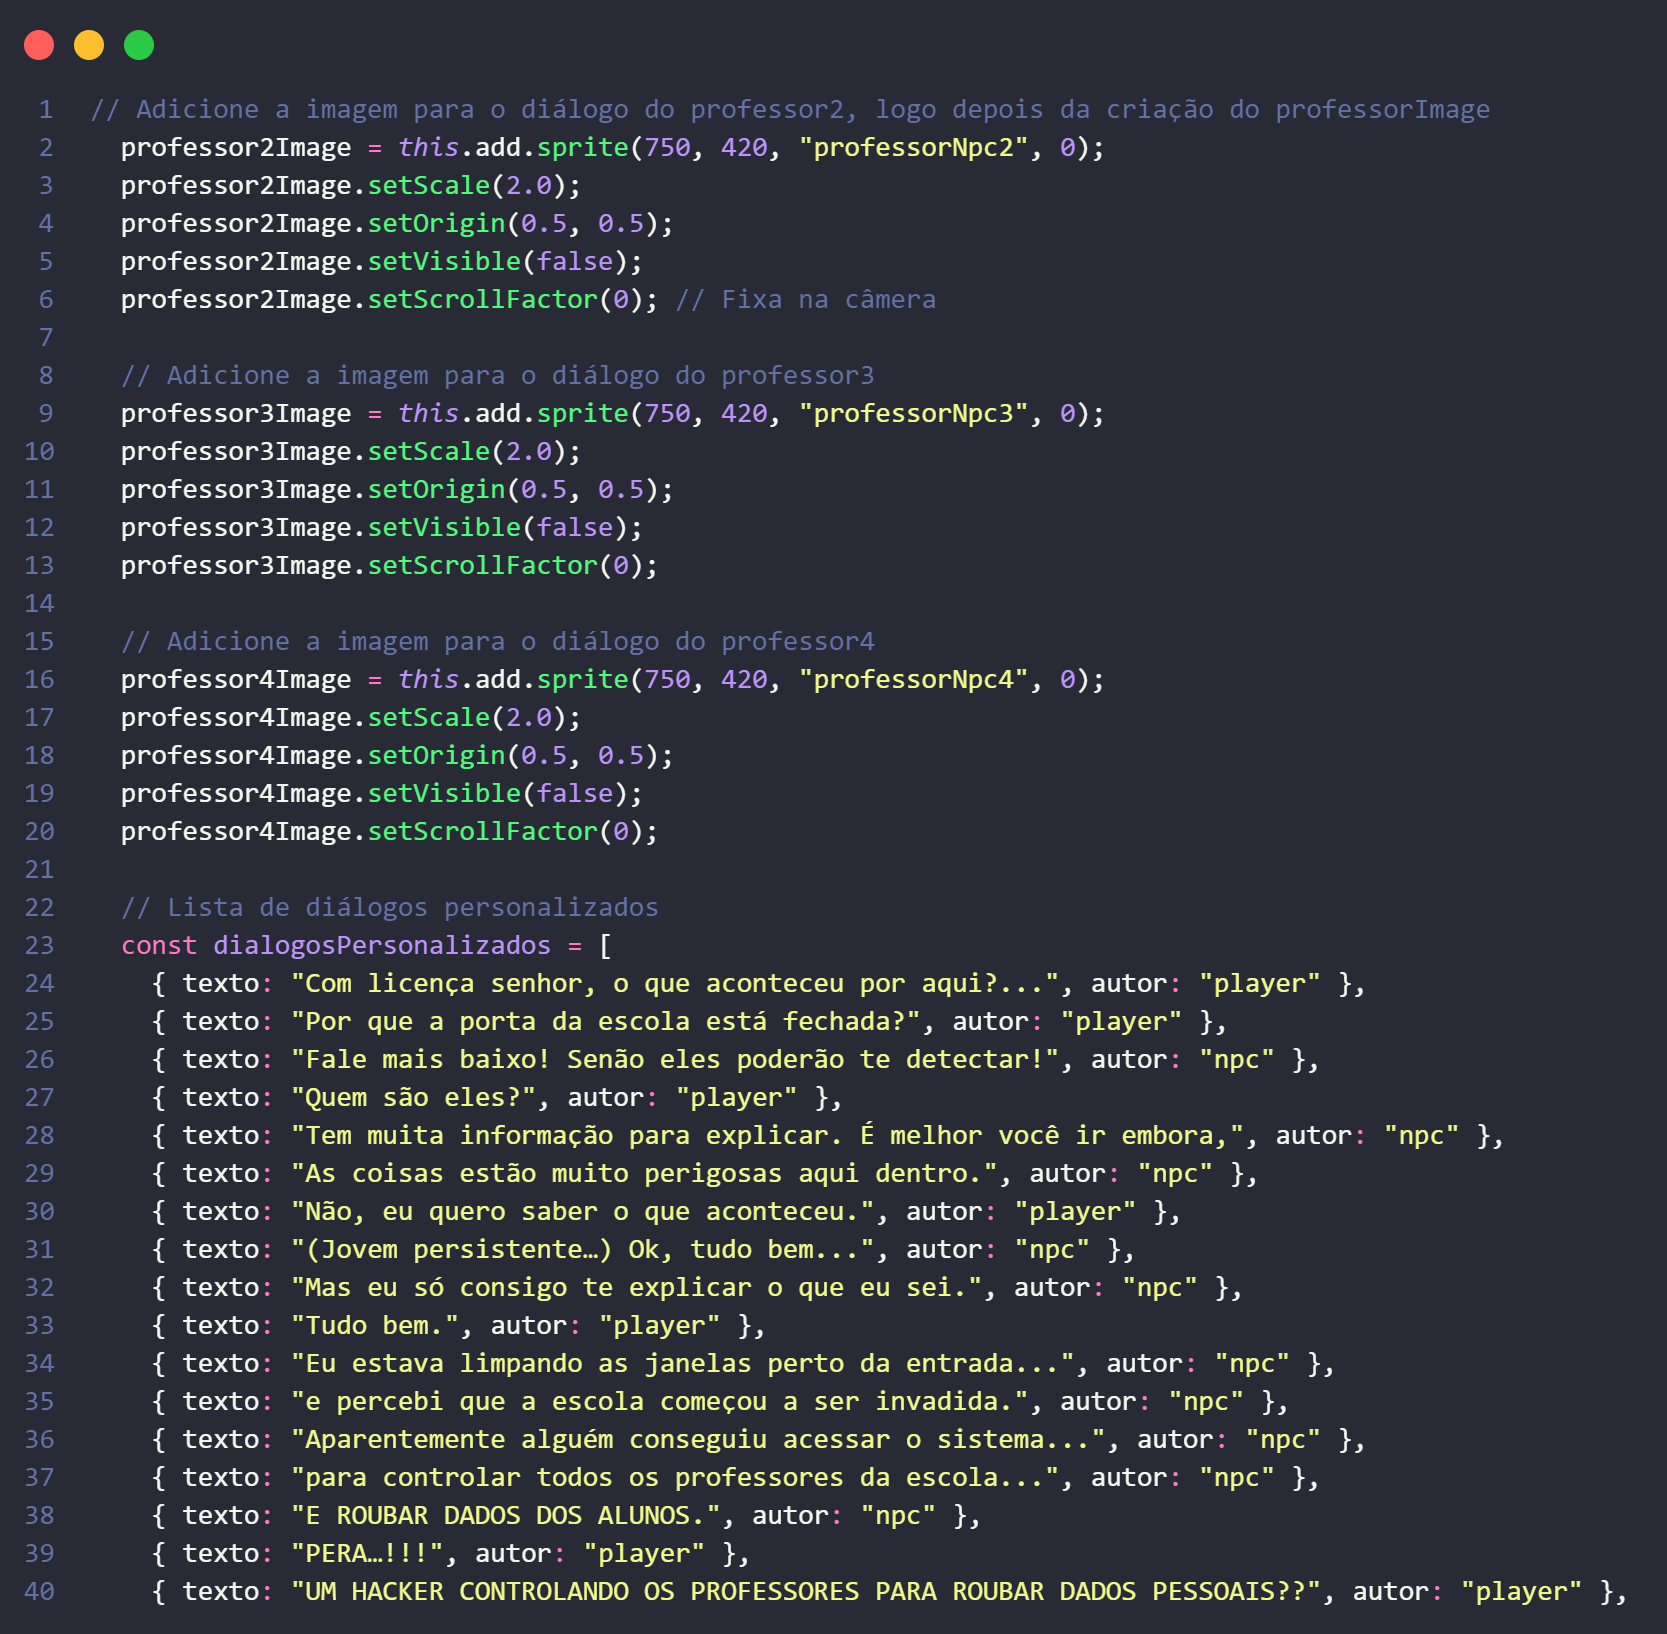 1 // Adicione a imagem para o diálogo do professor2, logo depois da criação do professorImage
2 professor2Image = this.add.sprite(750, 420, "professorNpc2", 0);
3 professor2Image.setScale(2.0);
4 professor2Image.setOrigin(0.5, 0.5);
5 professor2Image.setVisible(false);
6 professor2Image.setScrollFactor(0); // Fixa na câmera
7
8 // Adicione a imagem para o diálogo do professor3
9 professor3Image = this.add.sprite(750, 420, "professorNpc3", 0);
10 professor3Image.setScale(2.0);
11 professor3Image.setOrigin(0.5, 0.5);
12 professor3Image.setVisible(false);
13 professor3Image.setScrollFactor(0);
14
15 // Adicione a imagem para o diálogo do professor4
16 professor4Image = this.add.sprite(750, 420, "professorNpc4", 0);
17 professor4Image.setScale(2.0);
18 professor4Image.setOrigin(0.5, 0.5);
19 professor4Image.setVisible(false);
20 professor4Image.setScrollFactor(0);
21
22 // Lista de diálogos personalizados
23 const dialogosPersonalizados = [
24 { texto: "Com licença senhor, o que aconteceu por aqui?...", autor: "player" },
25 { texto: "Por que a porta da escola está fechada?", autor: "player" },
26 { texto: "Fale mais baixo! Senão eles poderão te detectar!", autor: "npc" },
27 { texto: "Quem são eles?", autor: "player" },
28 { texto: "Tem muita informação para explicar. É melhor você ir embora,", autor: "npc" },
29 { texto: "As coisas estão muito perigosas aqui dentro.", autor: "npc" },
30 { texto: "Não, eu quero saber o que aconteceu.", autor: "player" },
31 { texto: "(Jovem persistente…) Ok, tudo bem...", autor: "npc" },
32 { texto: "Mas eu só consigo te explicar o que eu sei.", autor: "npc" },
33 { texto: "Tudo bem.", autor: "player" },
34 { texto: "Eu estava limpando as janelas perto da entrada...", autor: "npc" },
35 { texto: "e percebi que a escola começou a ser invadida.", autor: "npc" },
36 { texto: "Aparentemente alguém conseguiu acessar o sistema...", autor: "npc" },
37 { texto: "para controlar todos os professores da escola...", autor: "npc" },
38 { texto: "E ROUBAR DADOS DOS ALUNOS.", autor: "npc" },
39 { texto: "PERA…!!!", autor: "player" },
40 { texto: "UM HACKER CONTROLANDO OS PROFESSORES PARA ROUBAR DADOS PESSOAIS??", autor: "player" },